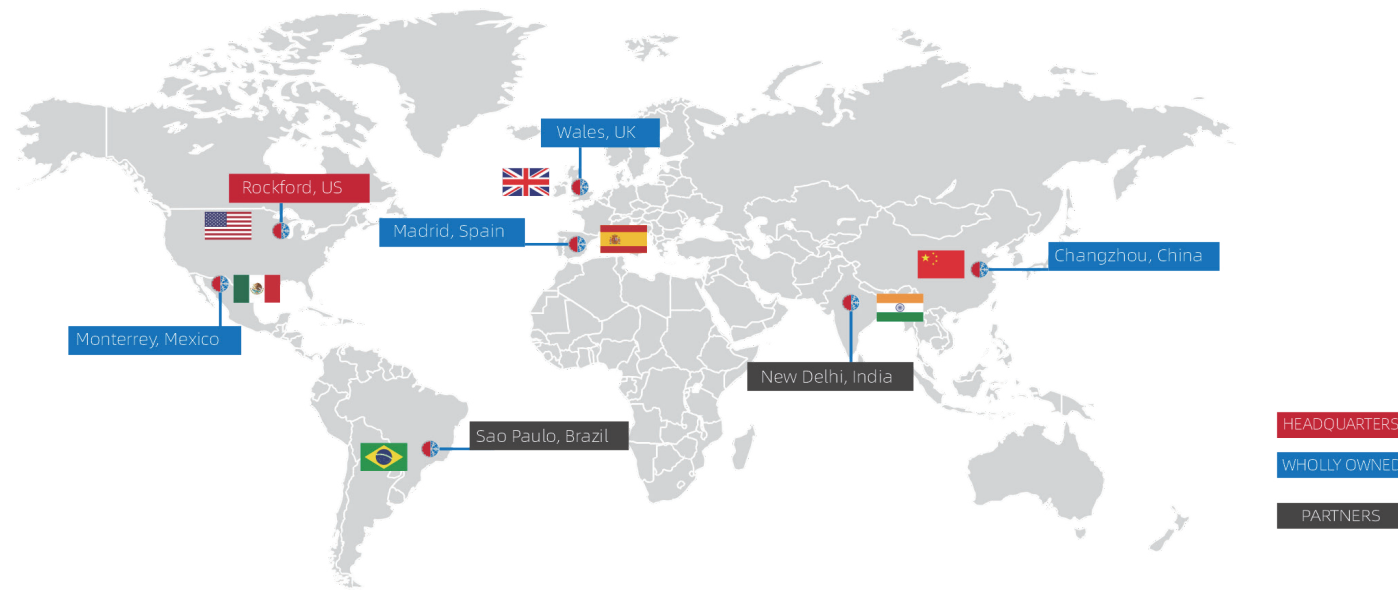 Wales, UK
Rockford, US
Madrid, Spain
Changzhou, China
Monterrey, Mexico
New Delhi, India
Sao Paulo, Brazil
HEADQUARTERS
WHOLLY OWNED
PARTNERS